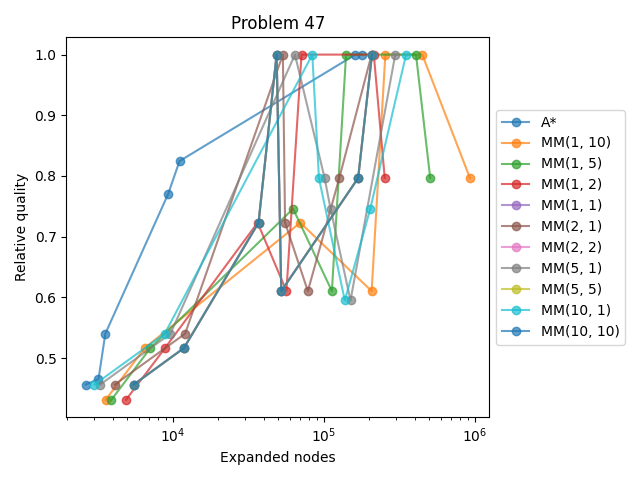 Problem 47
Relative quality
1.0
0.9
0.8
0.7
0.6
0.5
10^4
10^5
10^6
Expanded nodes
A*
MM(1, 10)
MM(1, 5)
MM(1, 2)
MM(1, 1)
MM(2, 1)
MM(2, 2)
MM(5, 1)
MM(5, 5)
MM(10, 1)
MM(10, 10)